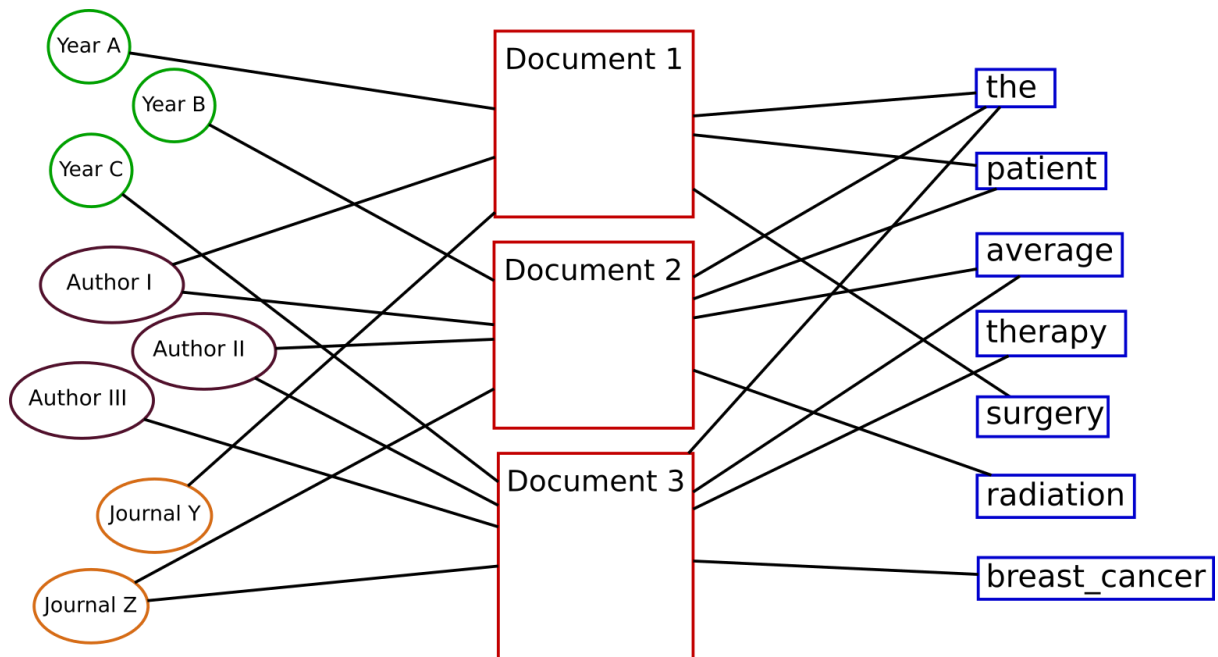 Year A
Year B
Year C
Author I
Author II
Author III
Journal Y
Journal Z
Document 1
Document 2
Document 3
the
patient
average
therapy
surgery
radiation
breast_cancer